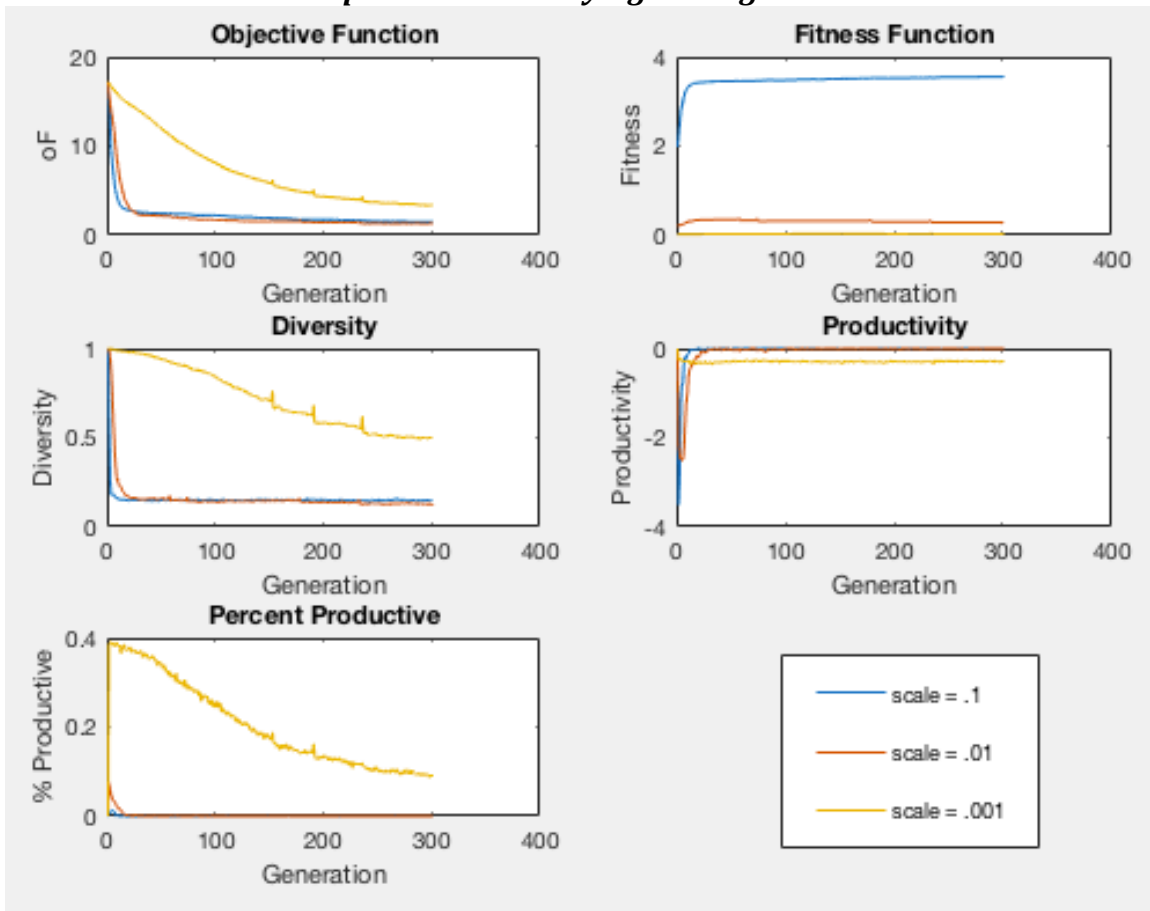 Objective Function
Fitness Function
20
10
0
oF
0 100 200 300 400
Generation
4
2
0
Fitness
0 100 200 300 400
Generation
Diversity
Productivity
1
0.5
0
Diversity
0 100 200 300 400
Generation
0
-2
-4
Productivity
0 100 200 300 400
Generation
Percent Productive
0.4
0.2
0
% Productive
0 100 200 300 400
Generation
scale = .1
scale = .01
scale = .001